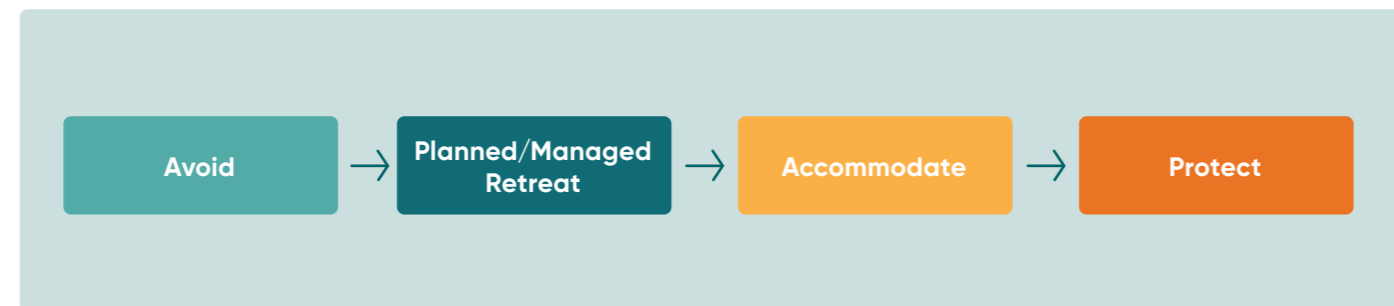 Avoid
Planned/Managed
Retreat
Accommodate
Protect